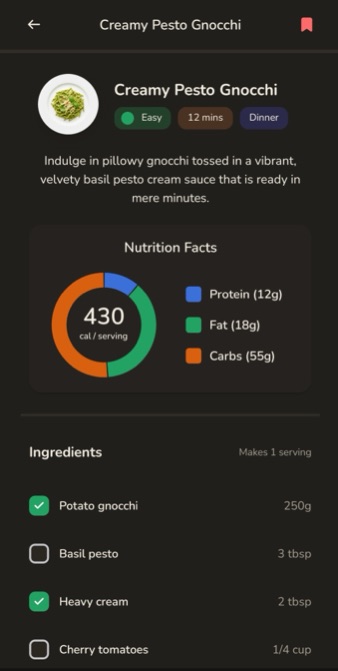 Creamy Pesto Gnocchi
Creamy Pesto Gnocchi
Easy 12 mins Dinner
Indulge in pillowy gnocchi tossed in a vibrant,
velvety basil pesto cream sauce that is ready in
mere minutes.
Nutrition Facts
430
cal / serving
Protein (12g)
Fat (18g)
Carbs (55g)
Ingredients Makes 1 serving
Potato gnocchi 250g
Basil pesto 3 tbsp
Heavy cream 2 tbsp
Cherry tomatoes 1/4 cup